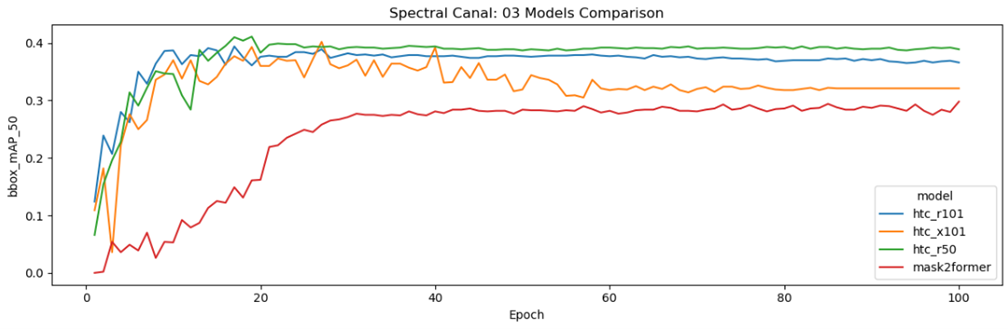 Spectral Canal: 03 Models Comparison
bbox_mAP_50
0.4
0.3
0.2
0.1
0.0
0
20
40
60
80
100
Epoch
model
htc_r101
htc_x101
htc_r50
mask2former